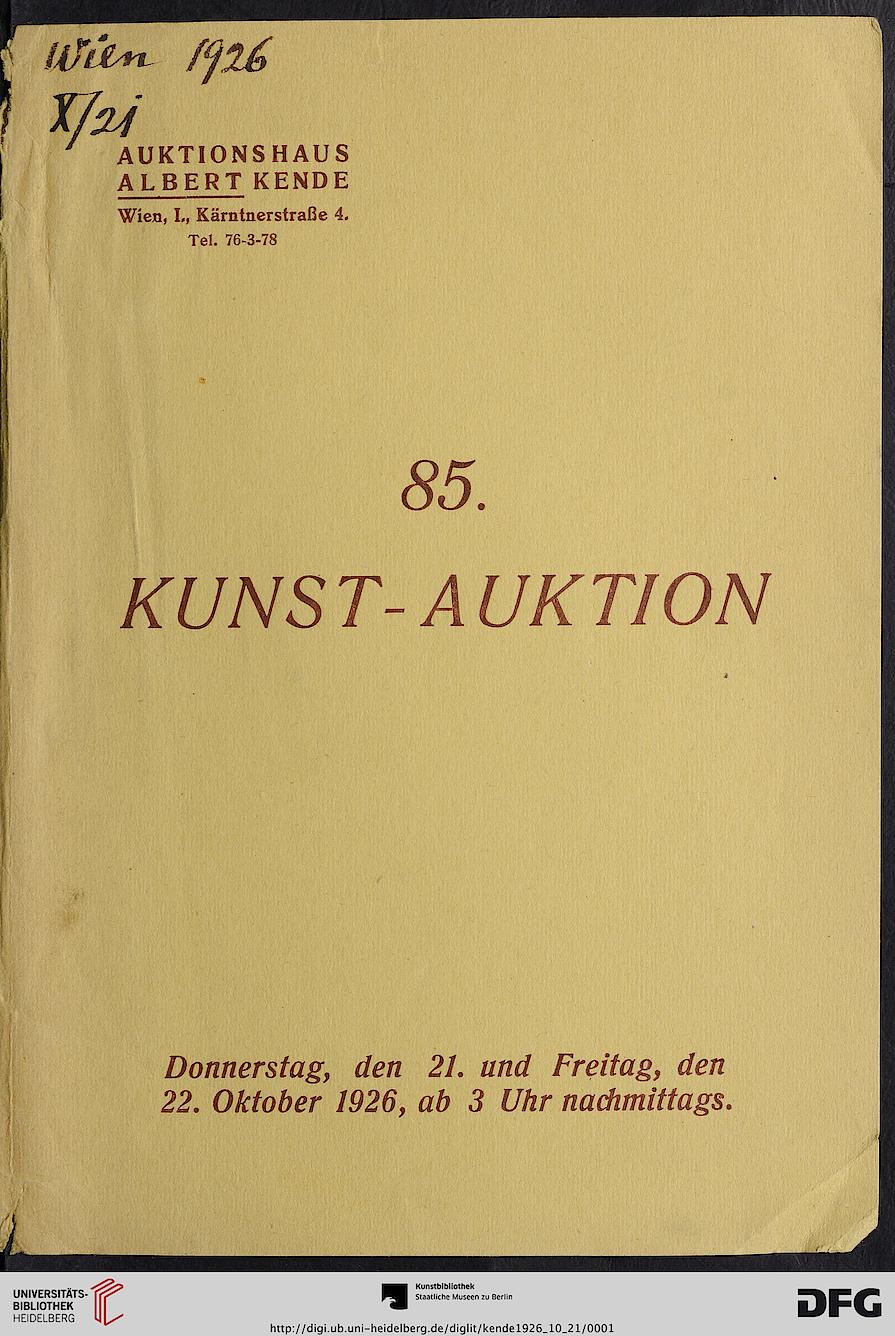 Wien 1926
X/21
AUKTIONSHAUS
ALBERT KENDE
Wien, I., Kärntnerstraße 4.
Tel. 76-3-78
85.
KUNST-AUKTION
Donnerstag, den 21. und Freitag, den
22. Oktober 1926, ab 3 Uhr nachmittags.
UNIVERSITÄTS-
BIBLIOTHEK
HEIDELBERG
Kunstbibliothek
Staatliche Museen zu Berlin
DFG
http://digi.ub.uni-heidelberg.de/diglit/kende1926_10_21/0001